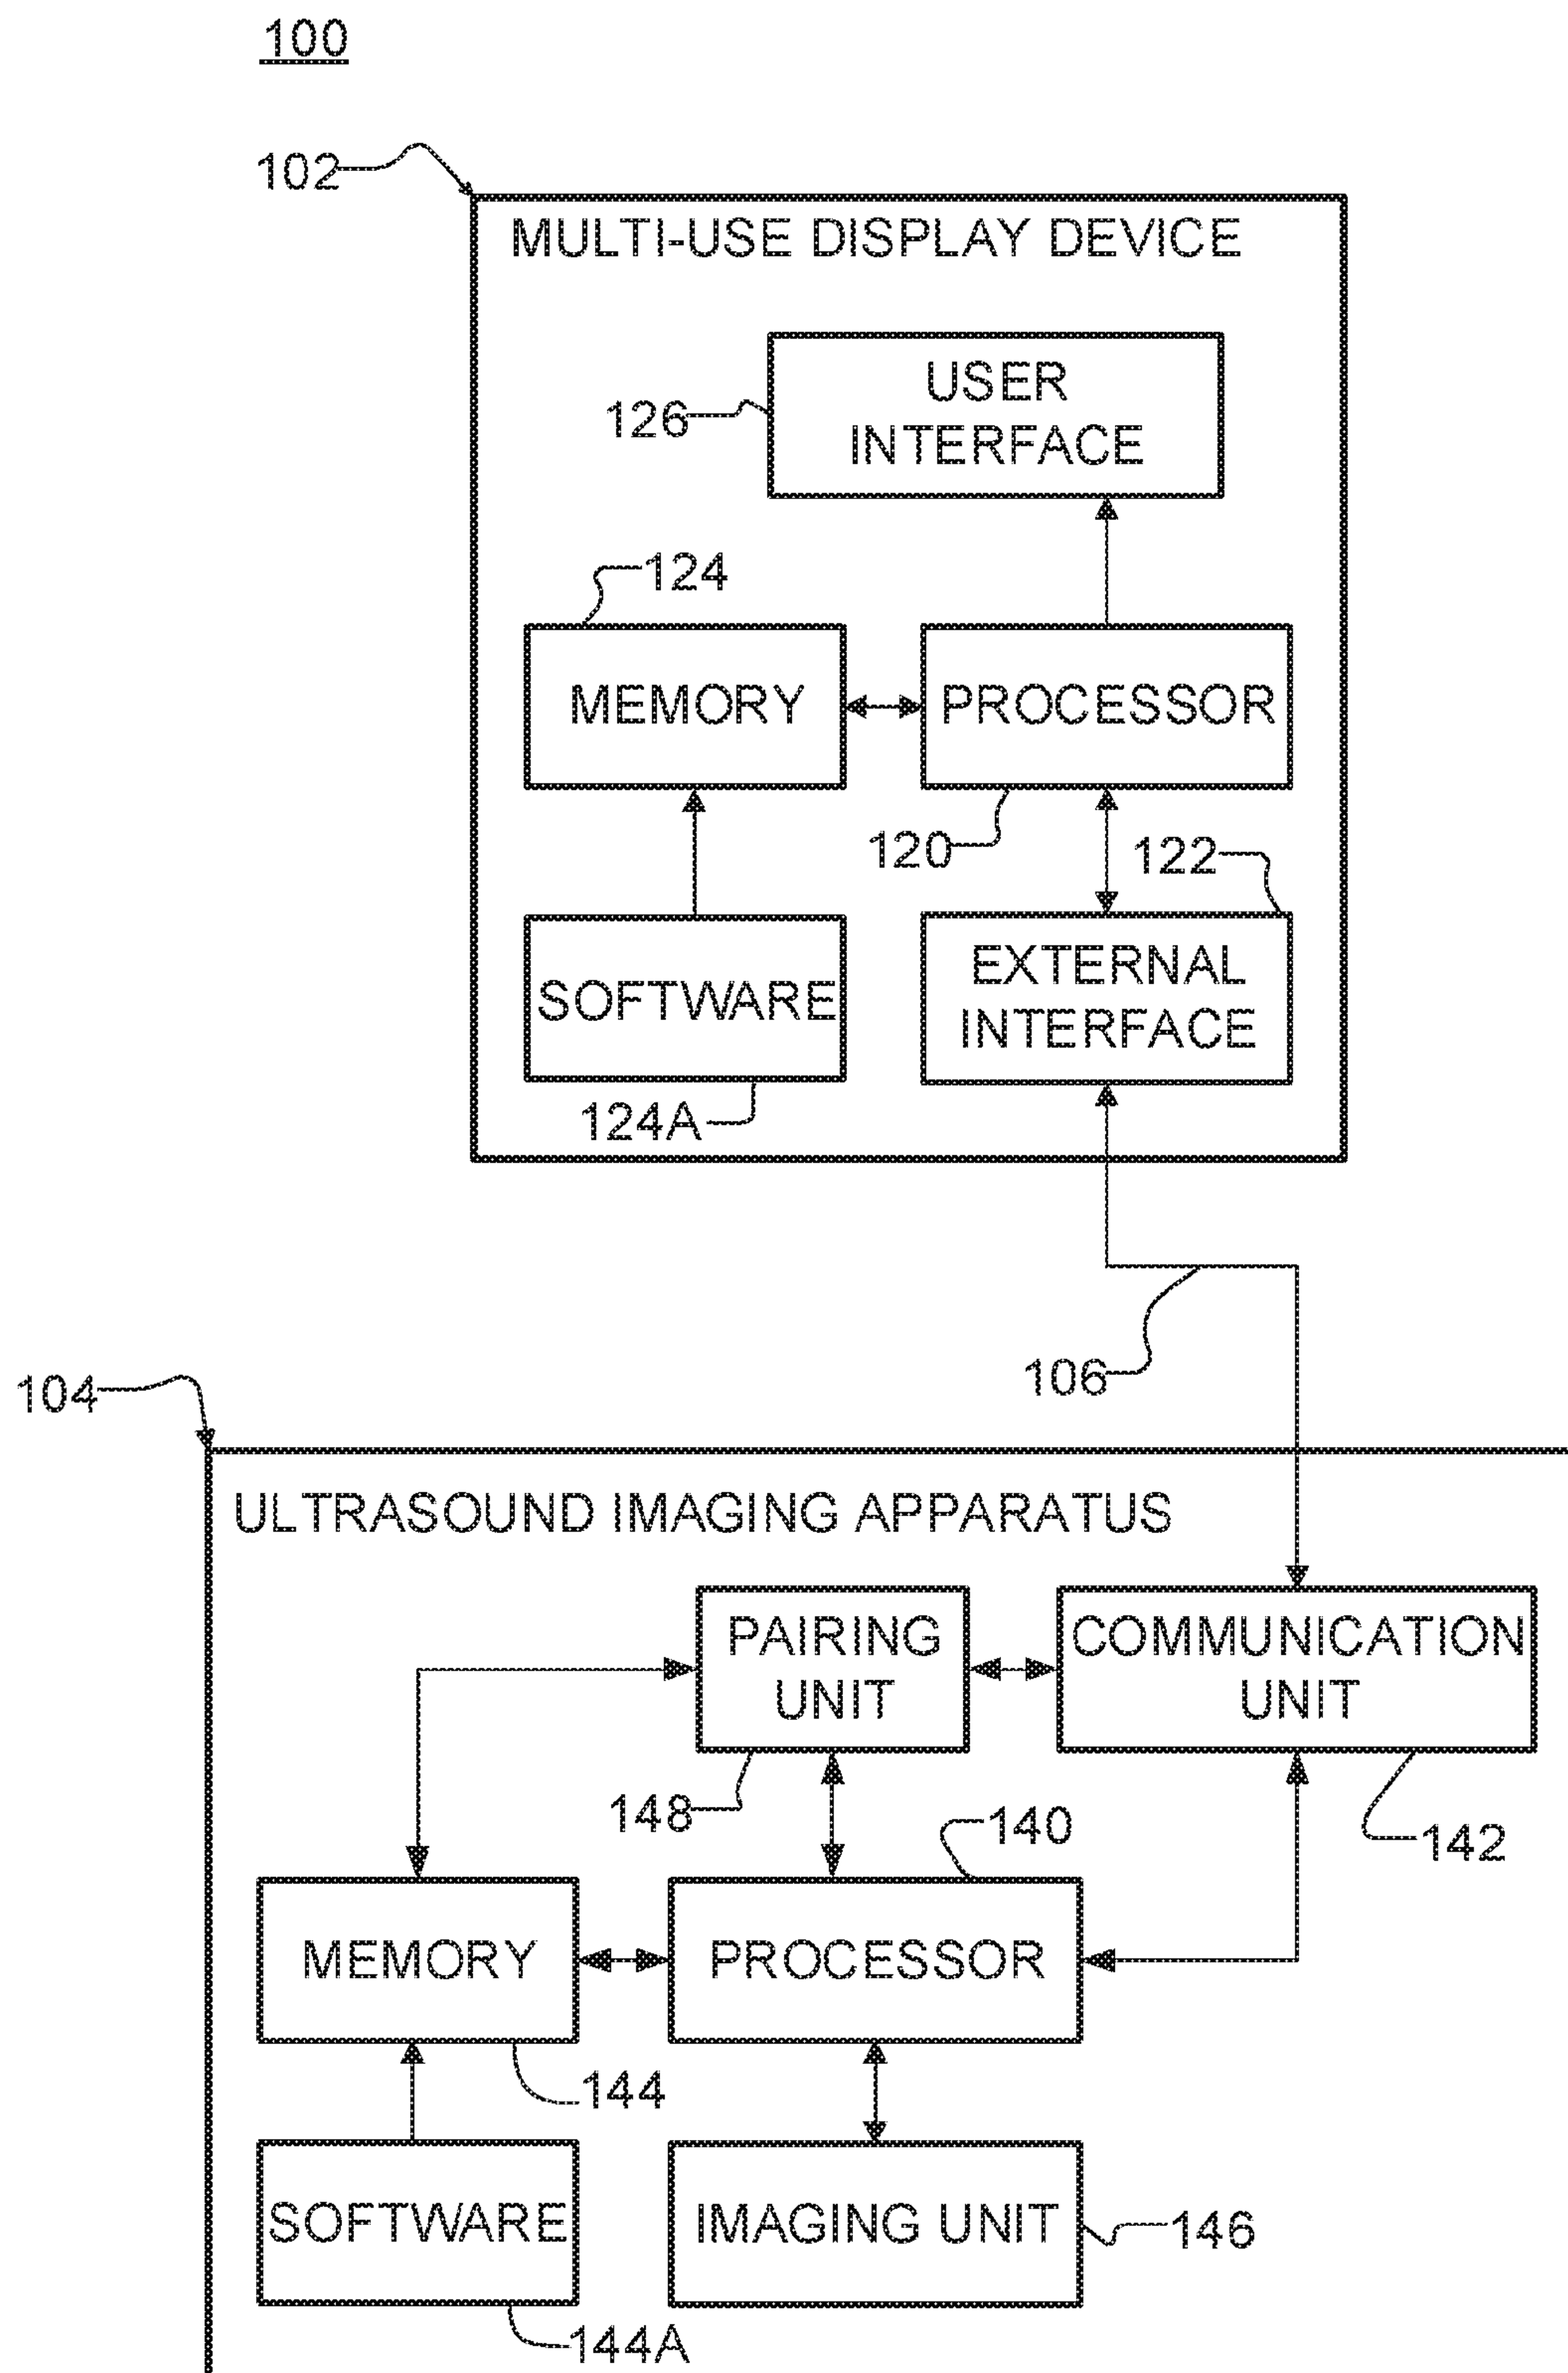 100
102
MULTI-USE DISPLAY DEVICE
USER
INTERFACE
126
124
MEMORY
PROCESSOR
120
122
SOFTWARE
EXTERNAL
INTERFACE
124A
106
104
ULTRASOUND IMAGING APPARATUS
PAIRING
UNIT
COMMUNICATION
UNIT
148
140
142
MEMORY
PROCESSOR
144
SOFTWARE
IMAGING UNIT
146
144A